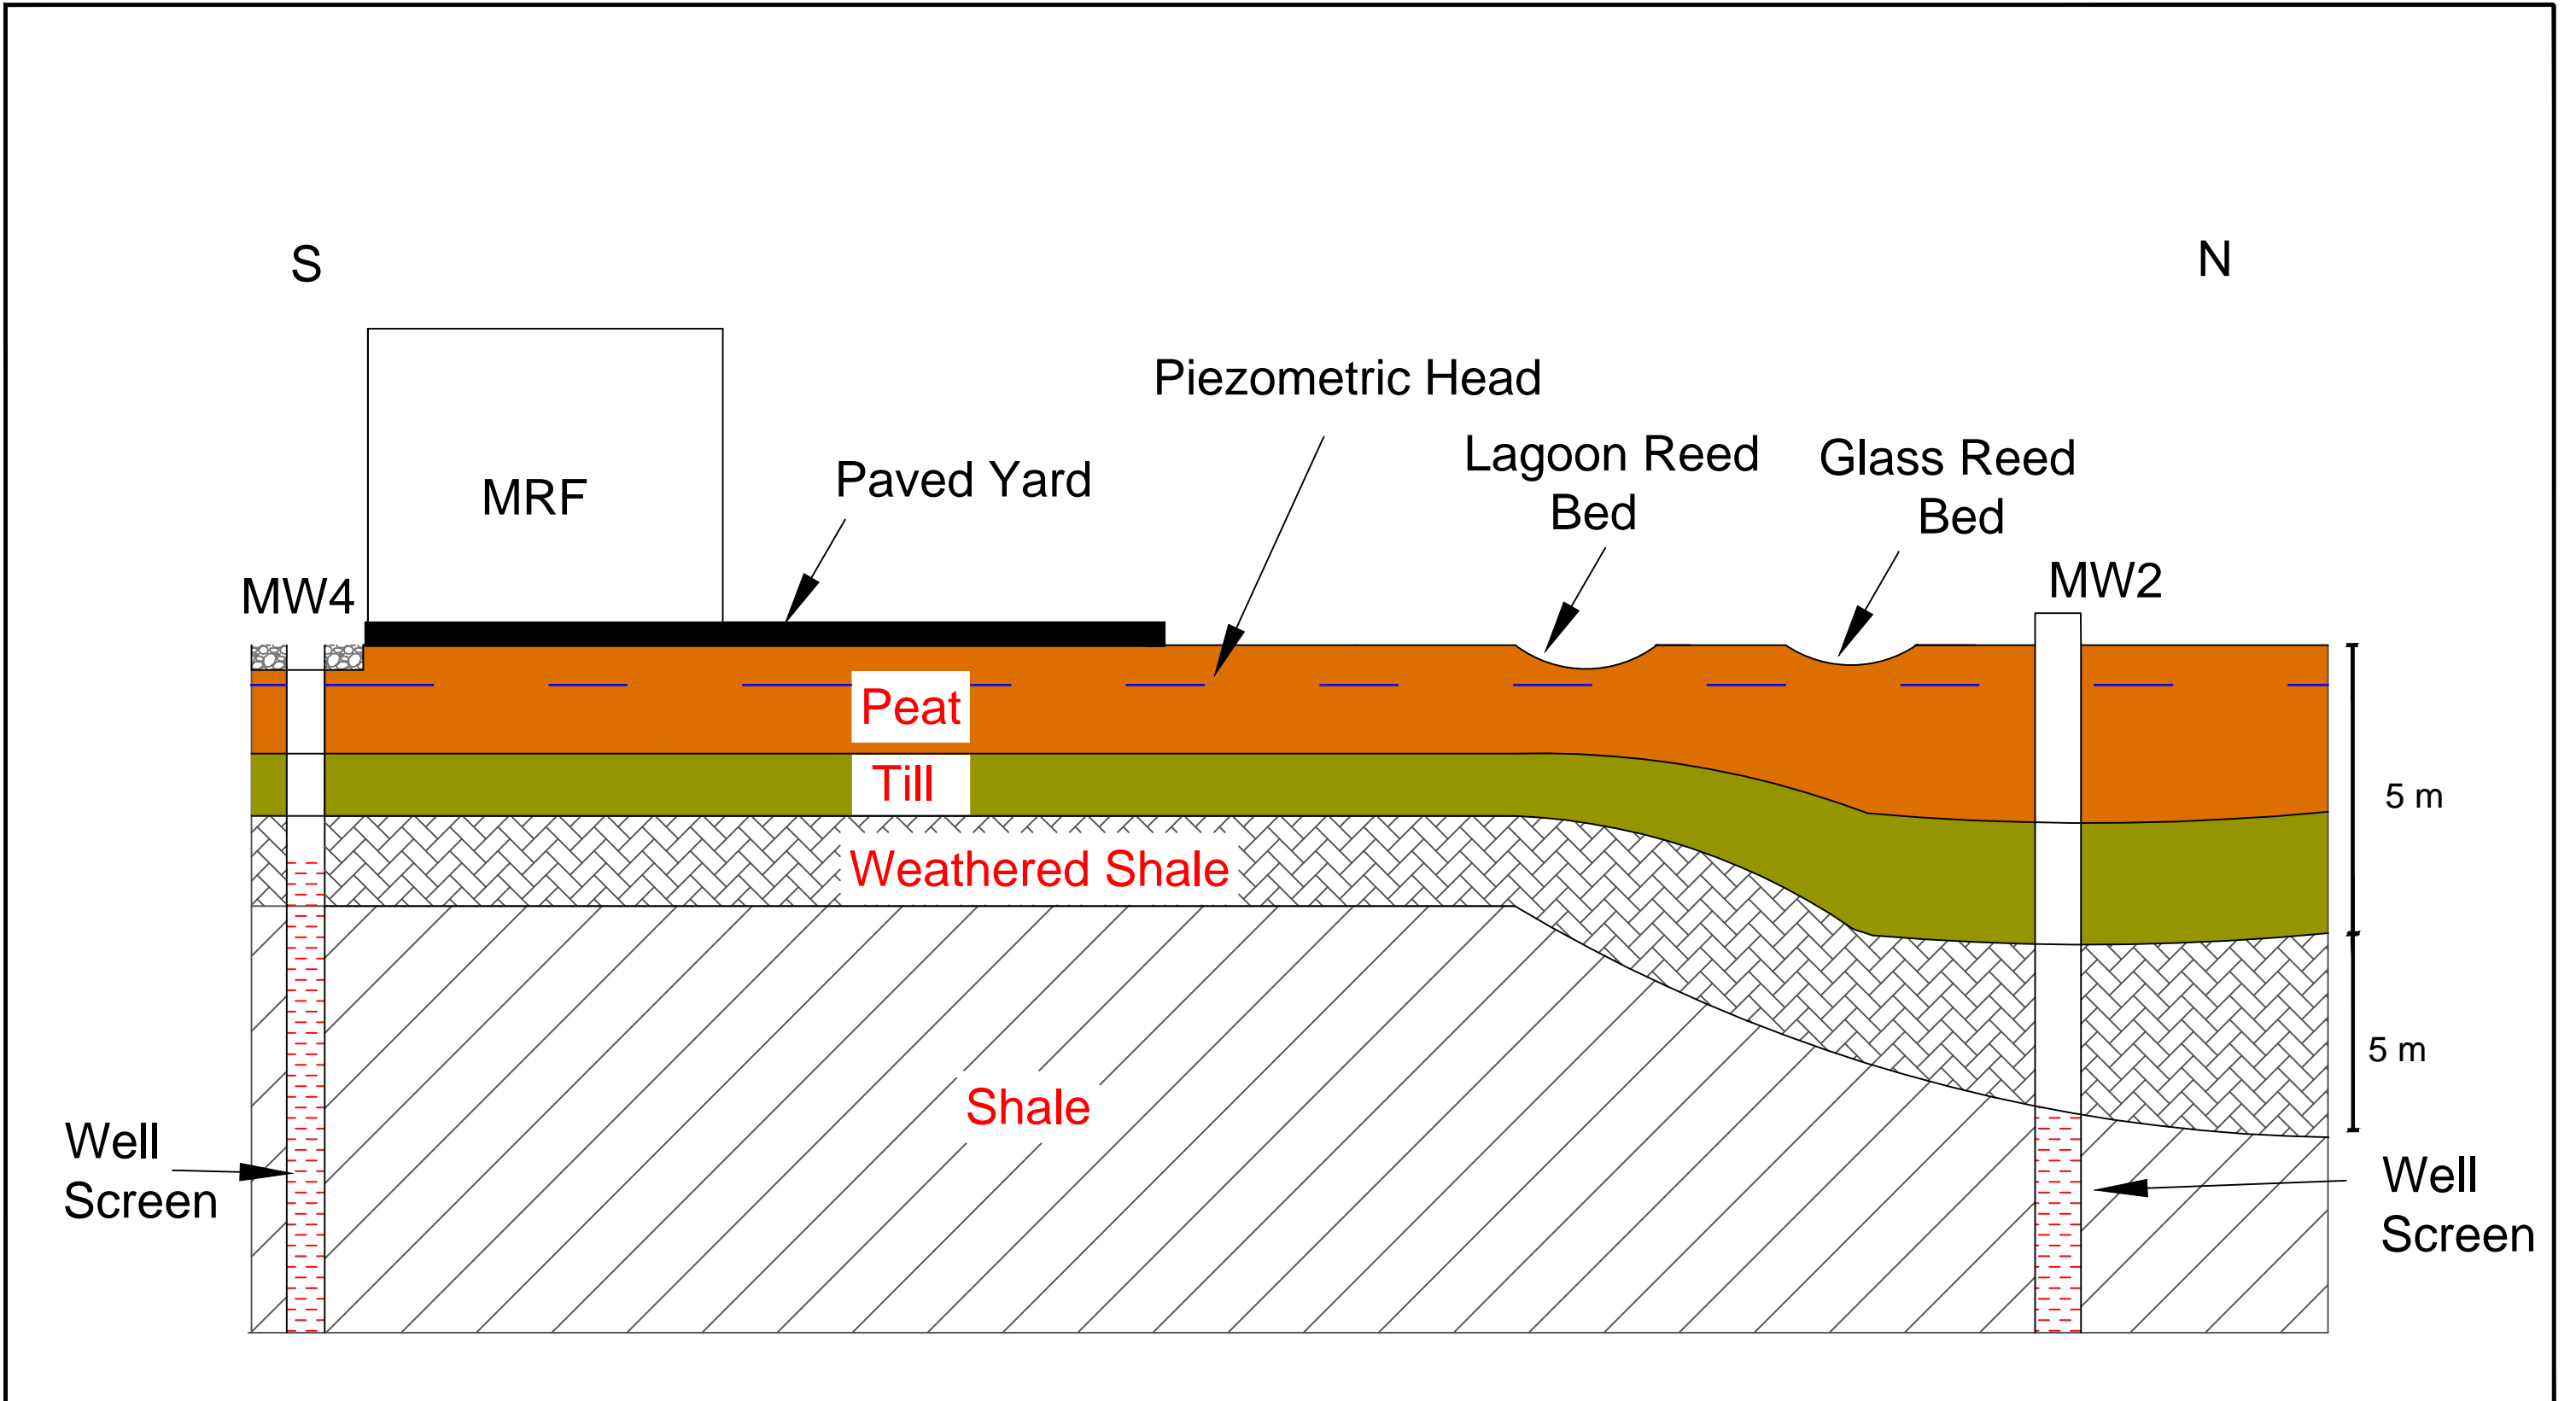 S
N
Piezometric Head
Lagoon Reed
Bed
Glass Reed
Bed
Paved Yard
MRF
MW4
MW2
Peat
Till
Weathered Shale
Shale
5 m
5 m
Well
Screen
Well
Screen